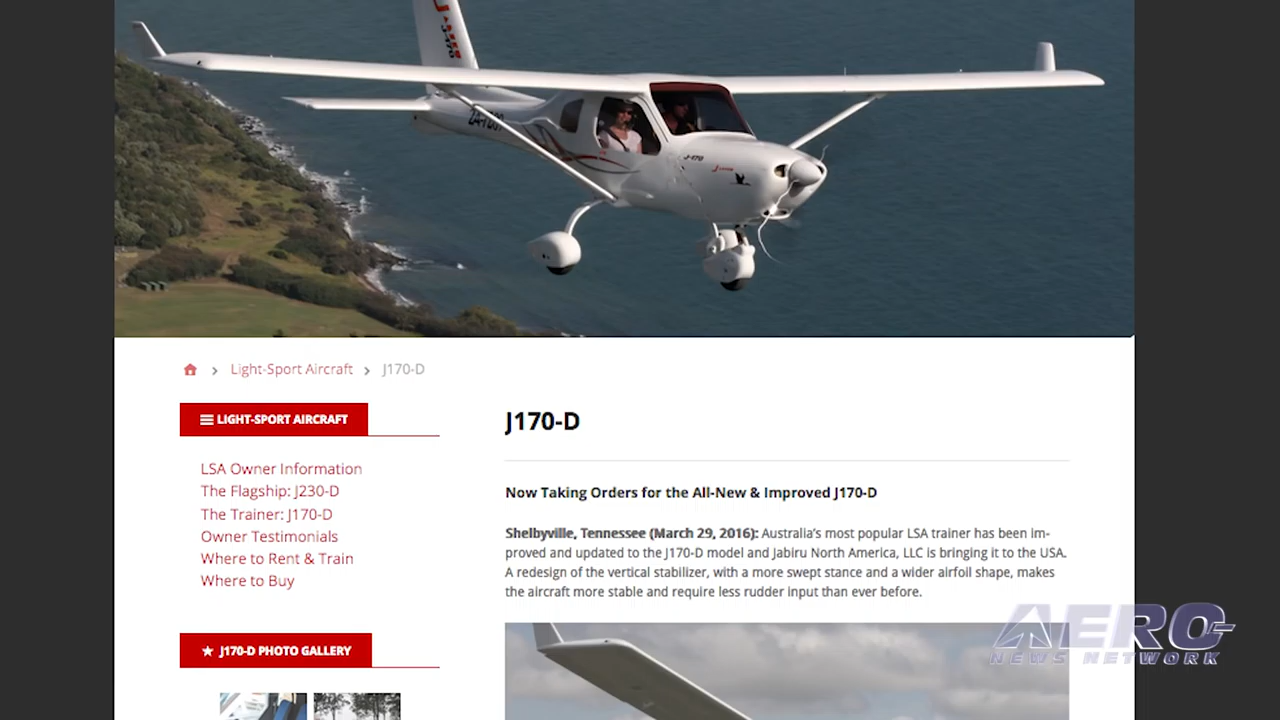 J-170
Light-Sport Aircraft
J170-D
LIGHT-SPORT AIRCRAFT
LSA Owner Information
The Flagship: J230-D
The Trainer: J170-D
Owner Testimonials
Where to Rent & Train
Where to Buy
J170-D PHOTO GALLERY
J170-D
Now Taking Orders for the All-New & Improved J170-D
Shelbyville, Tennessee (March 29, 2016): Australia's most popular LSA trainer has been im-
proved and updated to the J170-D model and Jabiru North America, LLC is bringing it to the USA.
A redesign of the vertical stabilizer, with a more swept stance and a wider airfoil shape, makes
the aircraft more stable and require less rudder input than ever before.
AERO
NEWS NETWORK